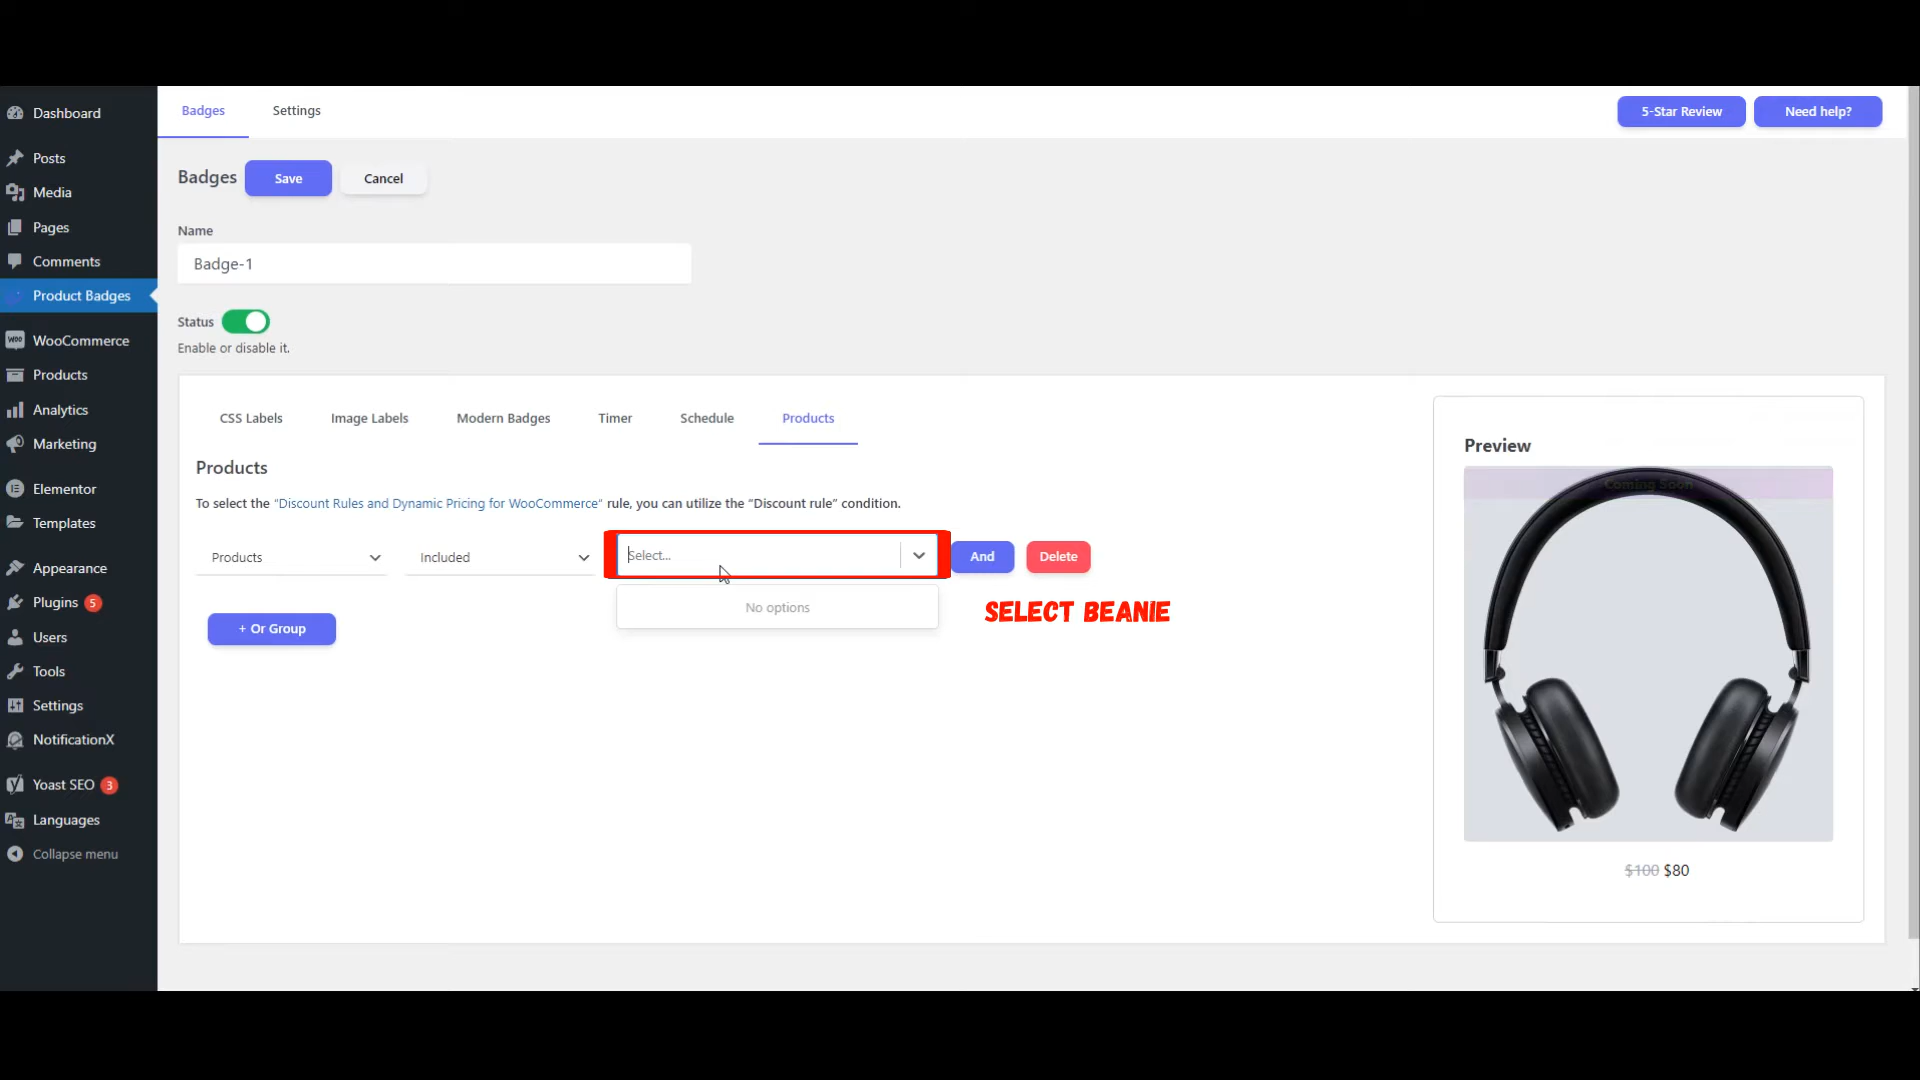 Dashboard
Posts
Media
Pages
Comments
Product Badges
WOO WooCommerce
Products
Analytics
Marketing
Elementor
Templates
Appearance
Plugins 5
Users
Tools
Settings
NotificationX
Yoast SEO 3
Languages
Collapse menu
Badges Settings
5-Star Review Need help?
Badges Save Cancel
Name
Badge-1
Status
Enable or disable it.
CSS Labels Image Labels Modern Badges Timer Schedule Products
Products
To select the “Discount Rules and Dynamic Pricing for WooCommerce” rule, you can utilize the “Discount rule” condition.
Products Included Select... And Delete
No options
SELECT BEANIE
+ Or Group
Preview
Coming Soon
$100 $80